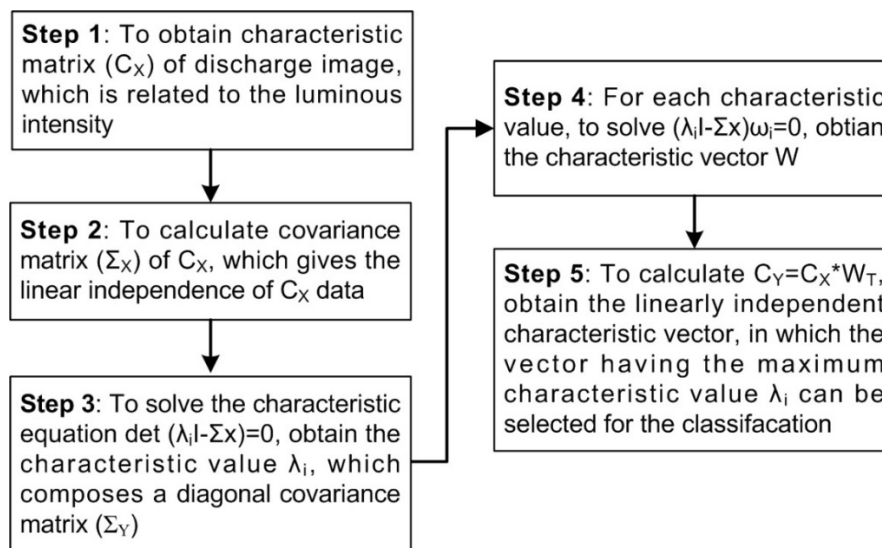 Step 1: To obtain characteristic
matrix (Cₓ) of discharge image,
which is related to the luminous
intensity
Step 2: To calculate covariance
matrix (Σₓ) of Cₓ, which gives the
linear independence of Cₓ data
Step 3: To solve the characteristic
equation det (λᵢI-Σx)=0, obtain the
characteristic value λᵢ, which
composes a diagonal covariance
matrix (Σ_Y)
Step 4: For each characteristic
value, to solve (λᵢI-Σx)ωᵢ=0, obtian
the characteristic vector W
Step 5: To calculate C_Y=Cₓ*W_T,
obtain the linearly independent
characteristic vector, in which the
vector having the maximum
characteristic value λᵢ can be
selected for the classifacation